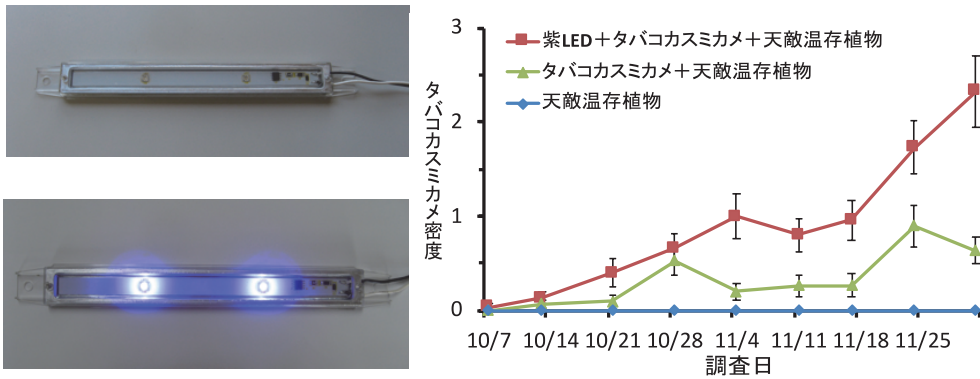 3
2
1
0
タバコカスミカメ密度
紫LED＋タバコカスミカメ＋天敵温存植物
タバコカスミカメ＋天敵温存植物
天敵温存植物
10/7 10/14 10/21 10/28 11/4 11/11 11/18 11/25
調査日